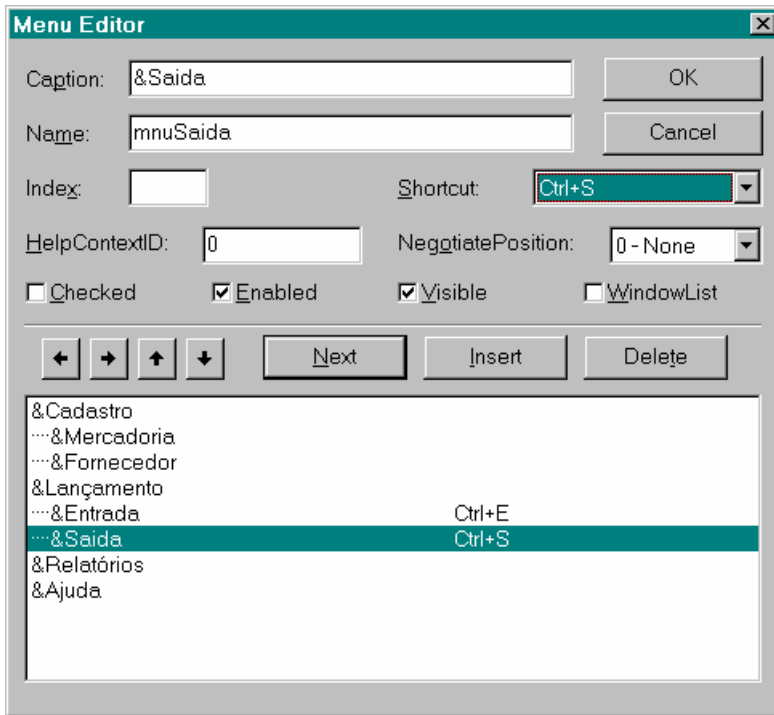 Menu Editor
Caption: &Saida OK
Name: mnuSaida Cancel
Index: Shortcut: Ctrl+S
HelpContextID: 0 NegotiatePosition: 0 - None
Checked Enabled Visible WindowList
Next Insert Delete
&Cadastro
····&Mercadoria
····&Fornecedor
&Lançamento
····&Entrada Ctrl+E
····&Saida Ctrl+S
&Relatórios
&Ajuda